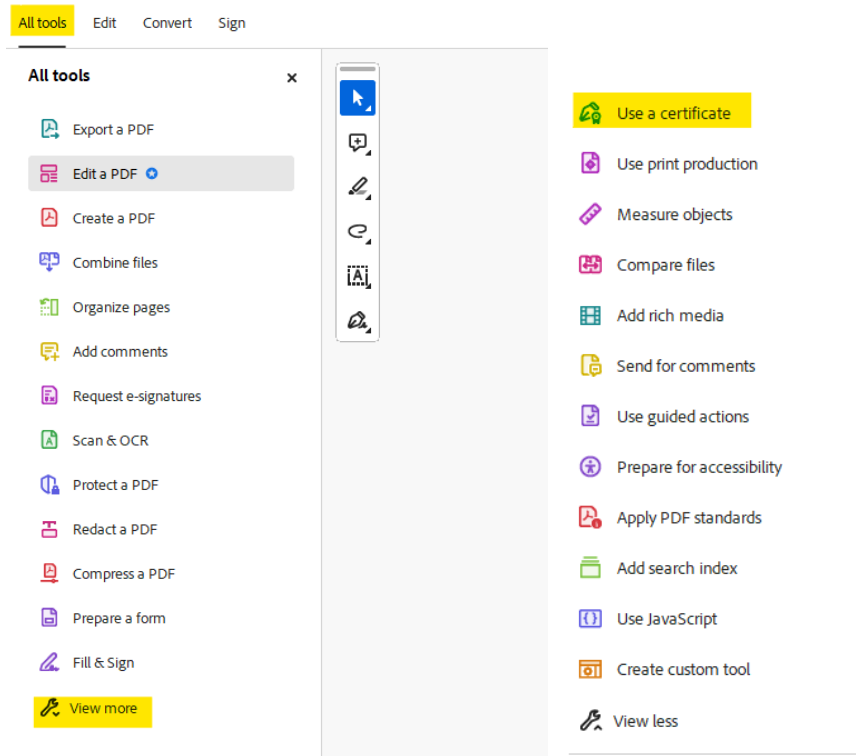 All tools Edit Convert Sign
All tools
Export a PDF
Edit a PDF
Create a PDF
Combine files
Organize pages
Add comments
Request e-signatures
Scan & OCR
Protect a PDF
Redact a PDF
Compress a PDF
Prepare a form
Fill & Sign
View more
Use a certificate
Use print production
Measure objects
Compare files
Add rich media
Send for comments
Use guided actions
Prepare for accessibility
Apply PDF standards
Add search index
Use JavaScript
Create custom tool
View less